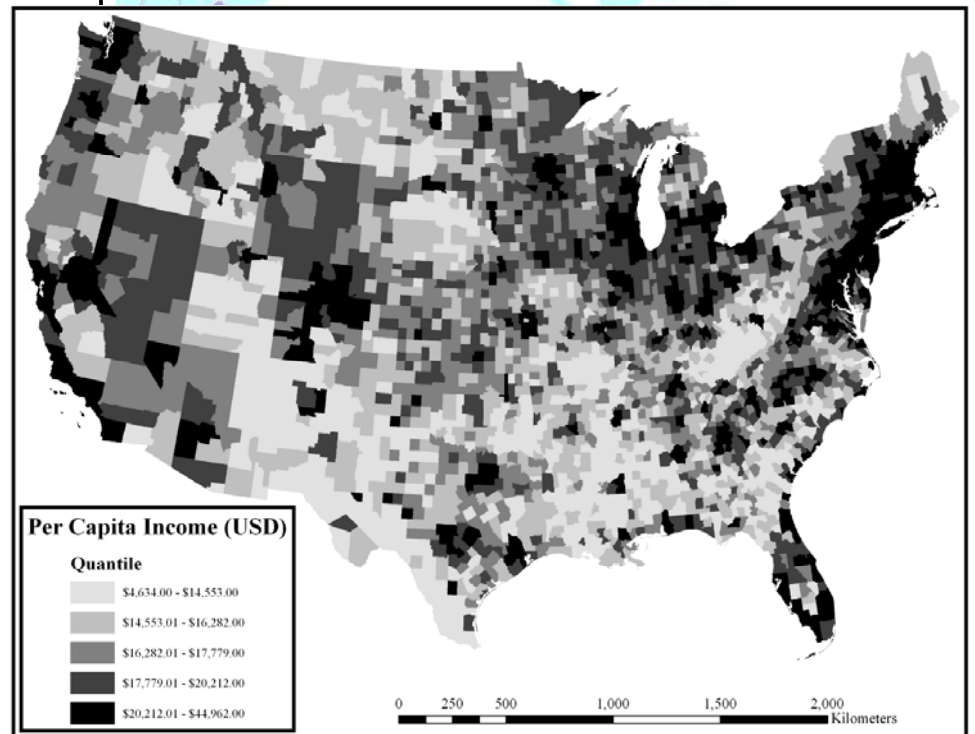 Per Capita Income (USD)
Quantile
$4,634.00 - $14,553.00
$14,553.01 - $16,282.00
$16,282.01 - $17,779.00
$17,779.01 - $20,212.00
$20,212.01 - $44,962.00
0 250 500 1,000 1,500 2,000
Kilometers